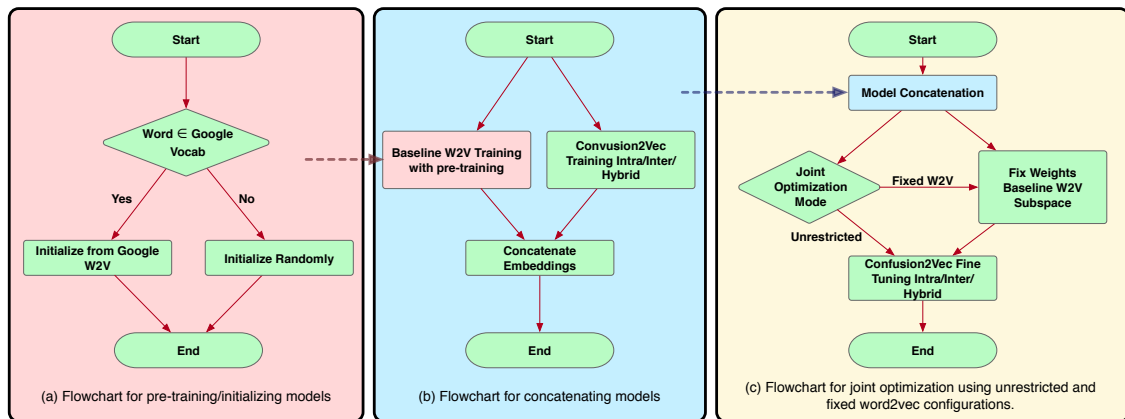 Start
Word ∈ Google
Vocab
Yes
No
Initialize from Google
W2V
Initialize Randomly
End
(a) Flowchart for pre-training/initializing models
Start
Baseline W2V Training
with pre-training
Convusion2Vec
Training Intra/Inter/
Hybrid
Concatenate
Embeddings
End
(b) Flowchart for concatenating models
Start
Model Concatenation
Joint
Optimization
Mode
Fixed W2V
Fix Weights
Baseline W2V
Subspace
Unrestricted
Confusion2Vec Fine
Tuning Intra/Inter/
Hybrid
End
(c) Flowchart for joint optimization using unrestricted and
fixed word2vec configurations.